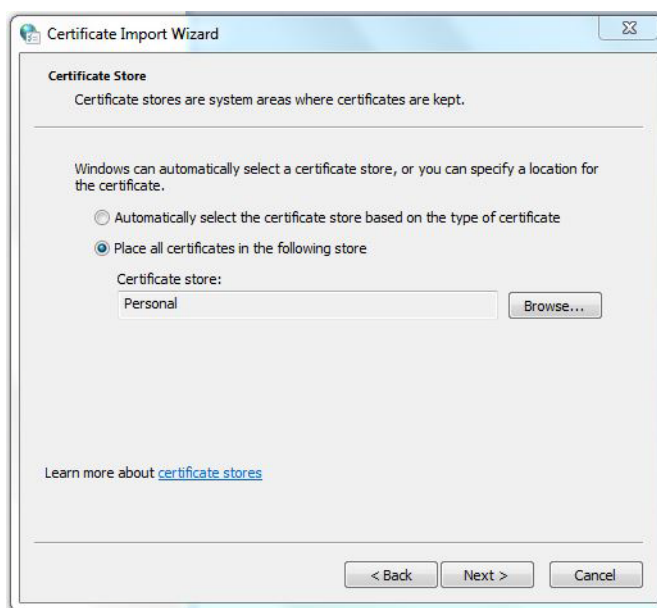 Certificate Import Wizard
Certificate Store
Certificate stores are system areas where certificates are kept.
Windows can automatically select a certificate store, or you can specify a location for
the certificate.
Automatically select the certificate store based on the type of certificate
Place all certificates in the following store
Certificate store:
Personal
Browse...
Learn more about certificate stores
< Back
Next >
Cancel